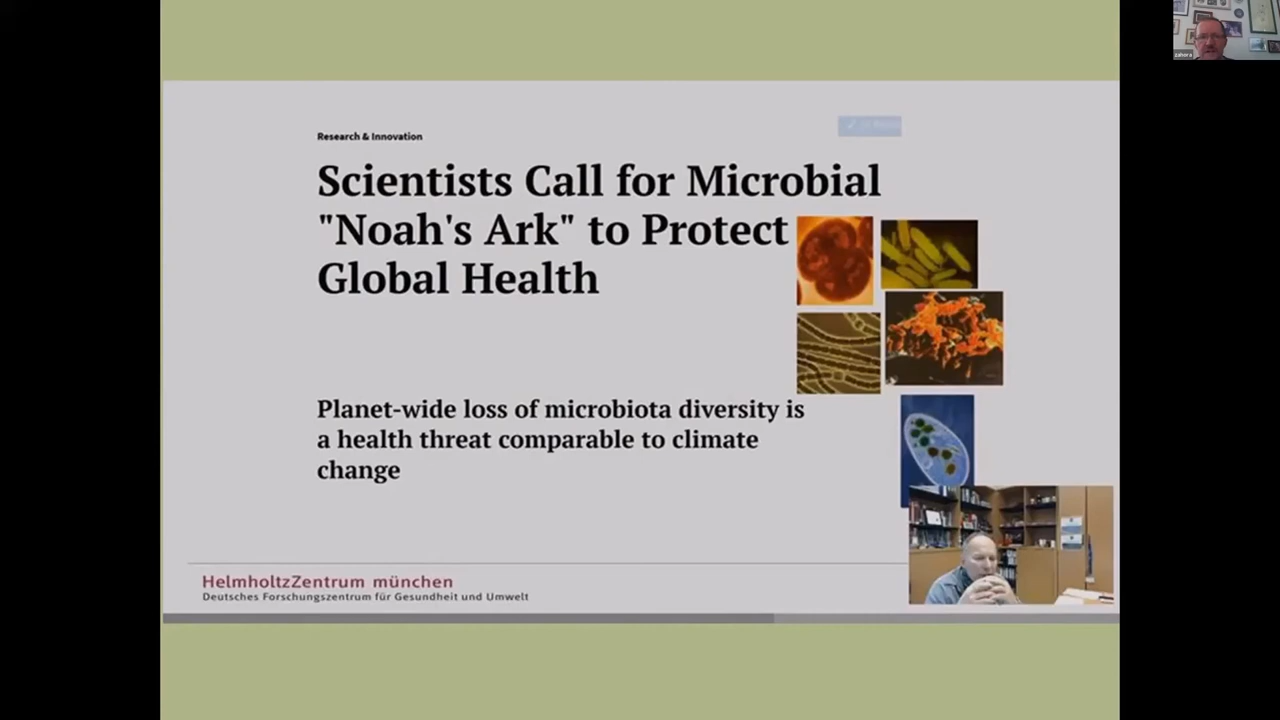 zahora
Research & Innovation
Scientists Call for Microbial
"Noah's Ark" to Protect
Global Health
Planet-wide loss of microbiota diversity is
a health threat comparable to climate
change
HelmholtzZentrum münchen
Deutsches Forschungszentrum für Gesundheit und Umwelt